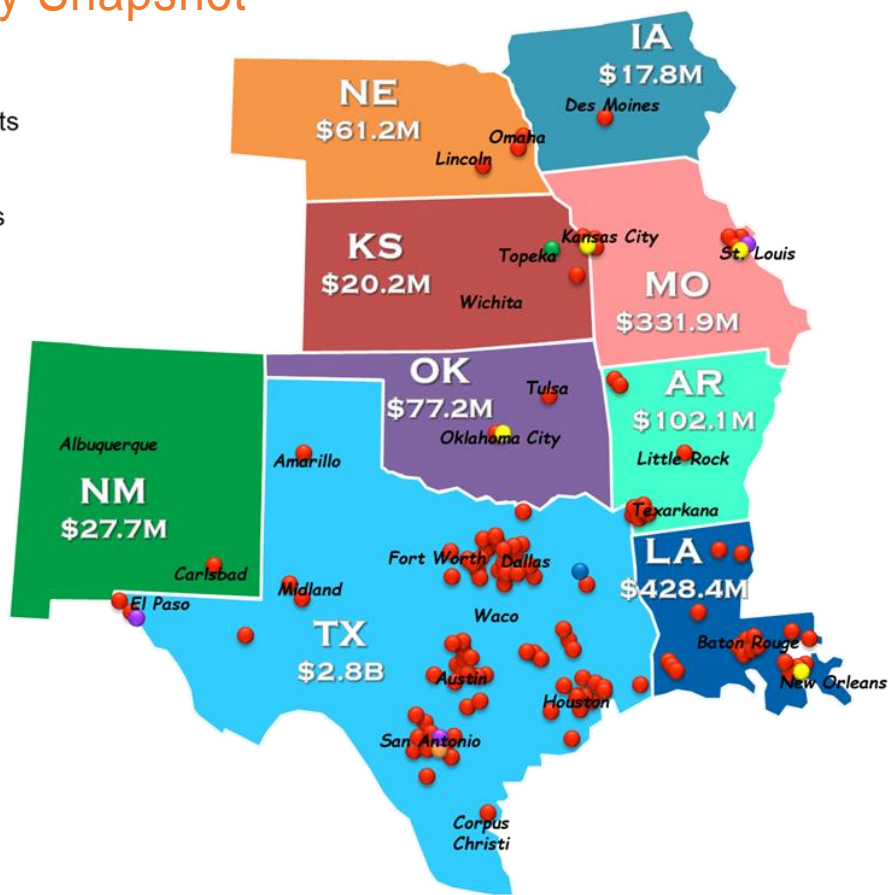 y Snapshot
ts
s
IA
$17.8M
Des Moines
NE
$61.2M
Omaha
Lincoln
KS
$20.2M
Topeka
Wichita
Kansas City
St. Louis
MO
$331.9M
OK
$77.2M
Tulsa
Oklahoma City
AR
$102.1M
Little Rock
Texarkana
Albuquerque
NM
$27.7M
Carlsbad
Amarillo
El Paso
Midland
Fort Worth
Dallas
Waco
TX
$2.8B
Austin
Houston
San Antonio
Corpus
Christi
LA
$428.4M
Baton Rouge
New Orleans